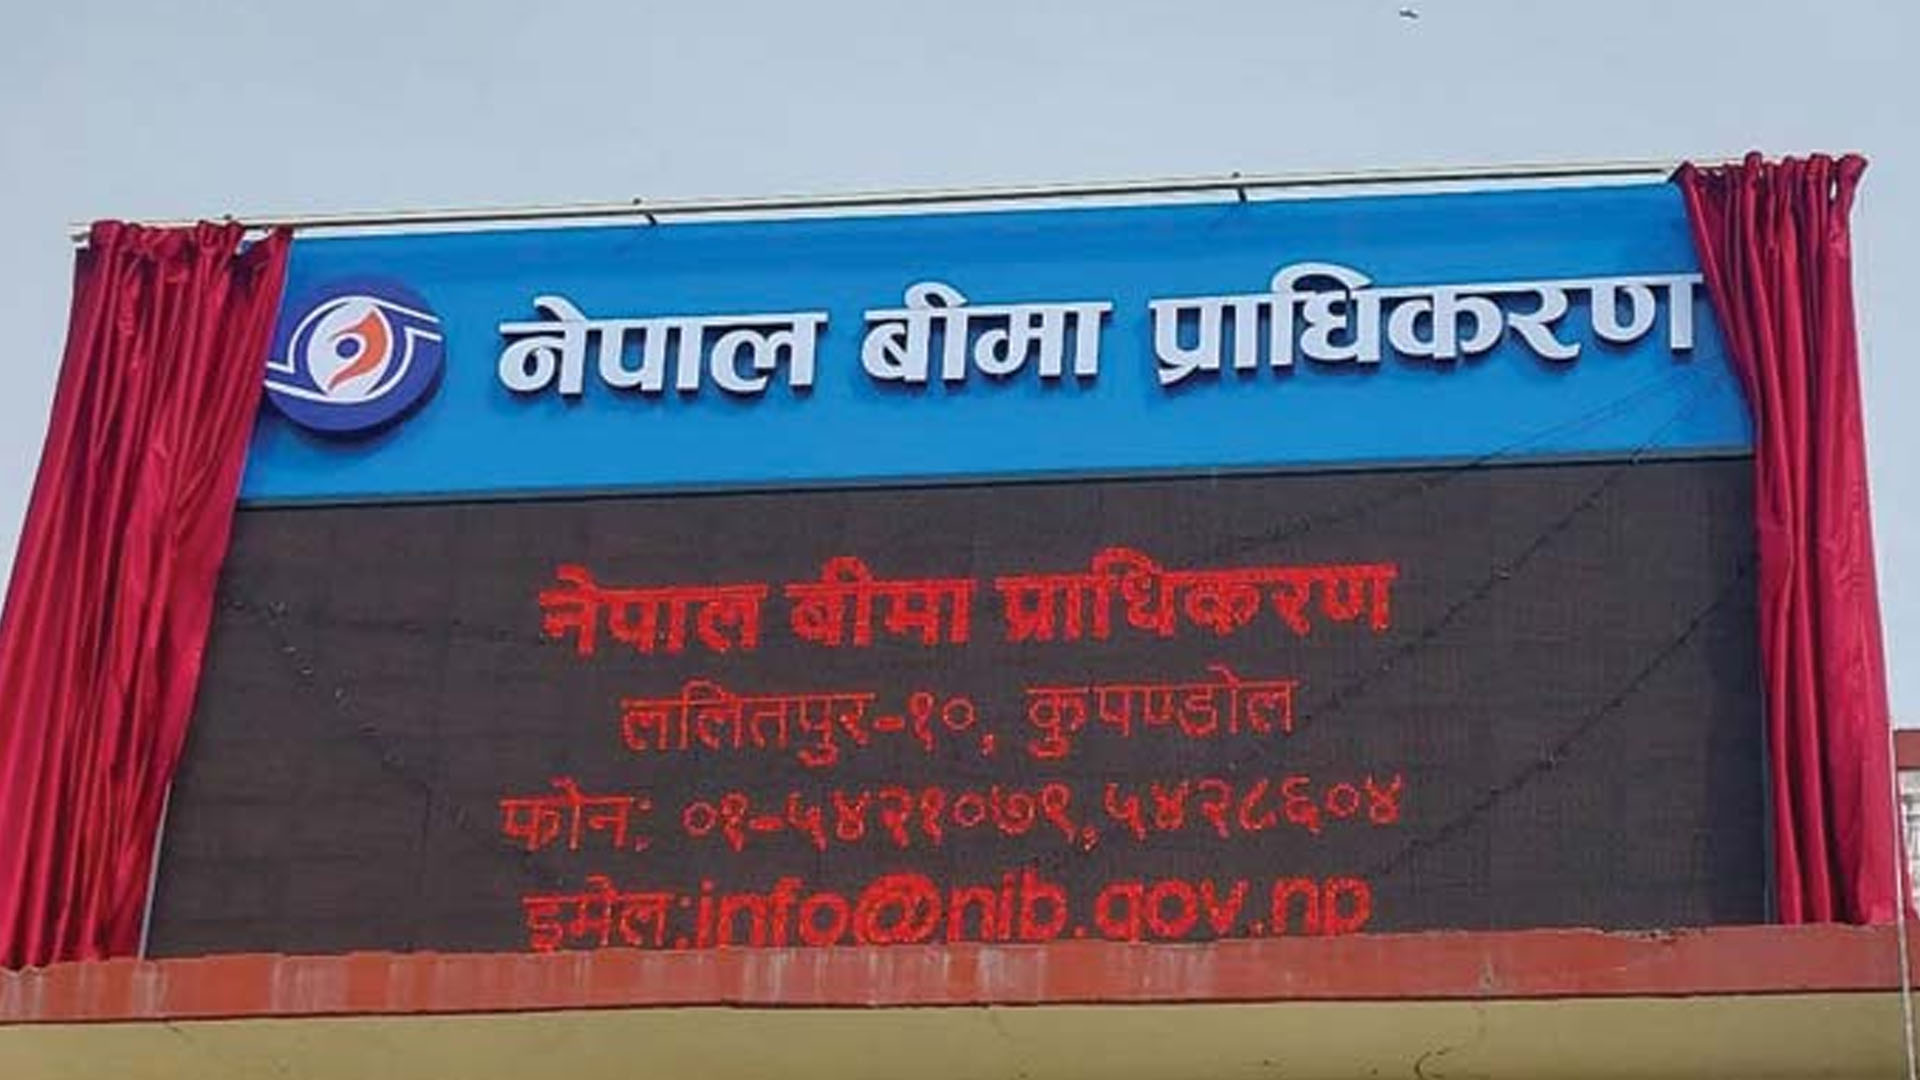 नेपाल बीमा प्राधिकरण
नेपाल बीमा प्राधिकरण
ललितपुर-१०, कुपण्डोल
फोन: ०१-५४२१०७९,५४२८६०४
इमेल:info@nib.gov.np